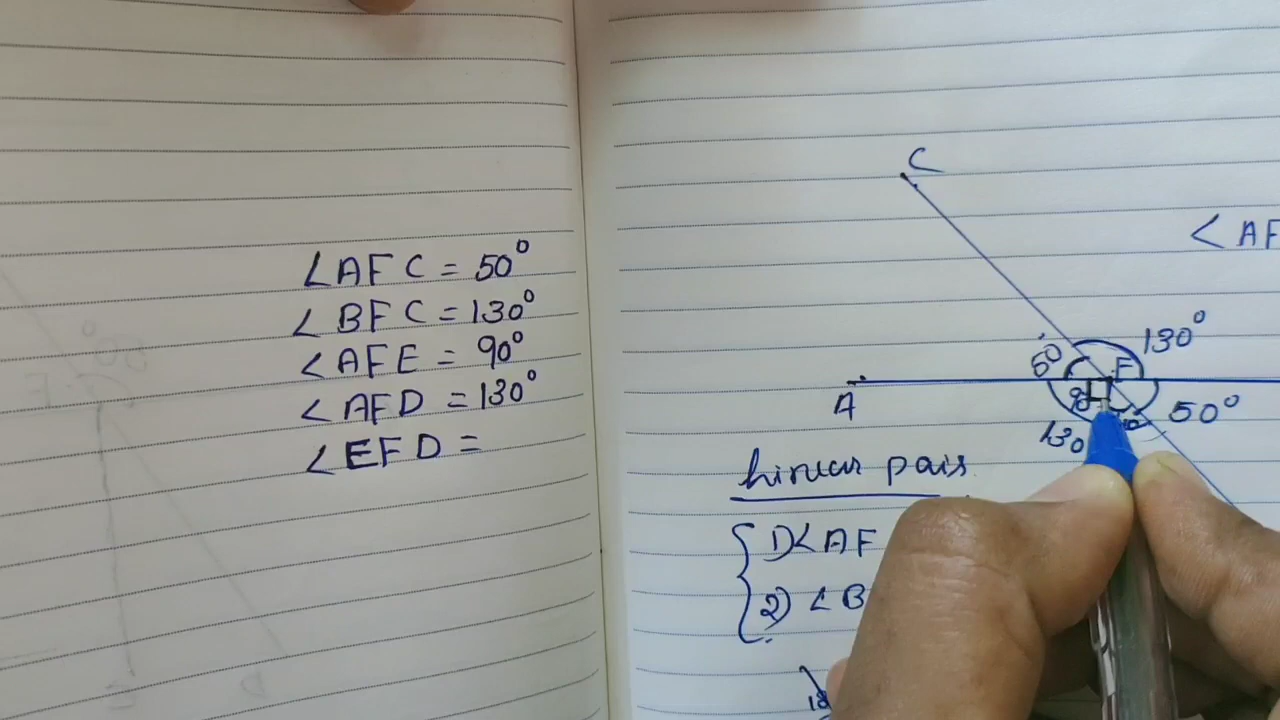 ∠AFC = 50°
∠BFC = 130°
∠AFE = 90°
∠AFD = 130°
∠EFD =
C
<AF
130°
50
F
A
90
50°
130
Linear pair
1) <AF
2) ∠B